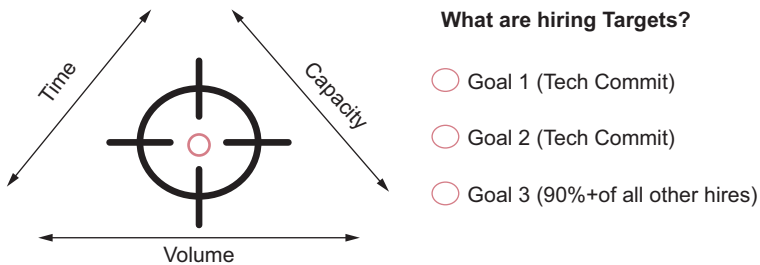 Time
Capacity
Volume
What are hiring Targets?
Goal 1 (Tech Commit)
Goal 2 (Tech Commit)
Goal 3 (90%+of all other hires)